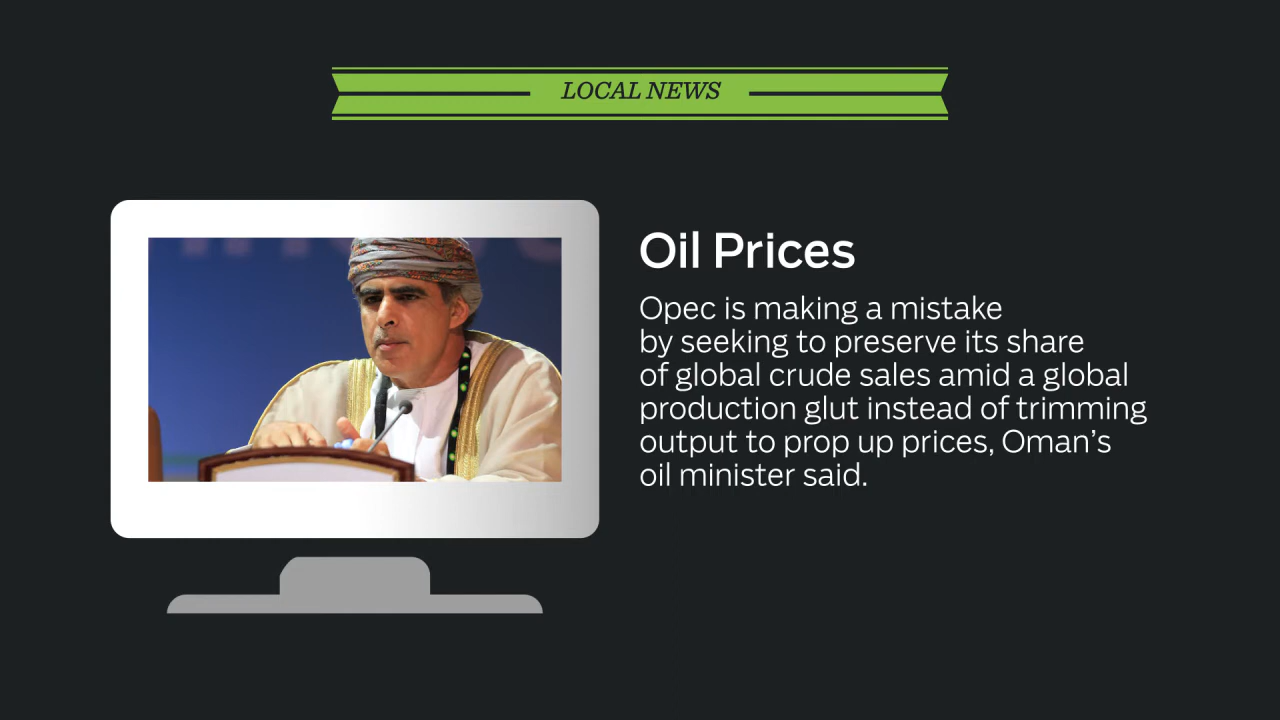 LOCAL NEWS
Oil Prices
Opec is making a mistake
by seeking to preserve its share
of global crude sales amid a global
production glut instead of trimming
output to prop up prices, Oman’s
oil minister said.